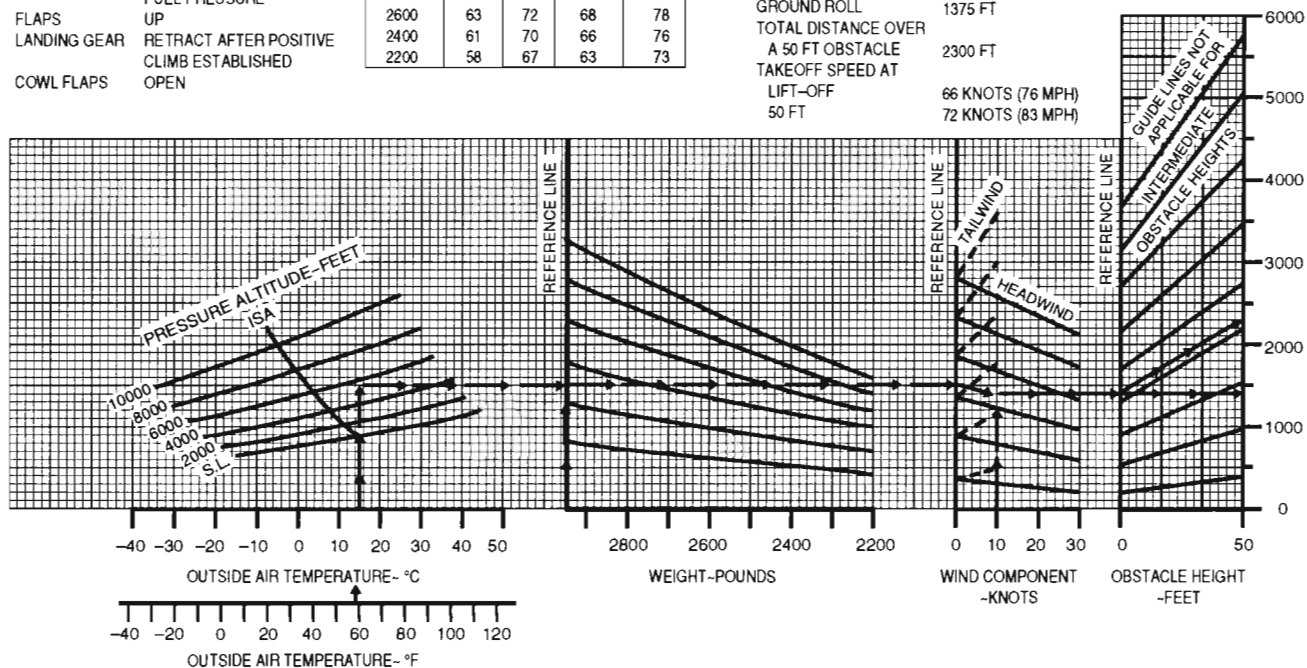 FLAPS UP
LANDING GEAR RETRACT AFTER POSITIVE
CLIMB ESTABLISHED
COWL FLAPS OPEN
2600 63 72 68 78
2400 61 70 66 76
2200 58 67 63 73
GROUND ROLL 1375 FT
TOTAL DISTANCE OVER
A 50 FT OBSTACLE 2300 FT
TAKEOFF SPEED AT
LIFT-OFF 66 KNOTS (76 MPH)
50 FT 72 KNOTS (83 MPH)
PRESSURE ALTITUDE~FEET
ISA
10000
8000
6000
4000
2000
S.L.
REFERENCE LINE
REFERENCE LINE
TAILWIND
HEADWIND
REFERENCE LINE
GUIDE LINES NOT
APPLICABLE FOR
INTERMEDIATE
OBSTACLE HEIGHTS
6000
5000
4000
3000
2000
1000
0
-40 -30 -20 -10 0 10 20 30 40 50
OUTSIDE AIR TEMPERATURE~ °C
2800 2600 2400 2200
WEIGHT~POUNDS
0 10 20 30
WIND COMPONENT
~KNOTS
0 50
OBSTACLE HEIGHT
~FEET
-40 -20 0 20 40 60 80 100 120
OUTSIDE AIR TEMPERATURE~ °F